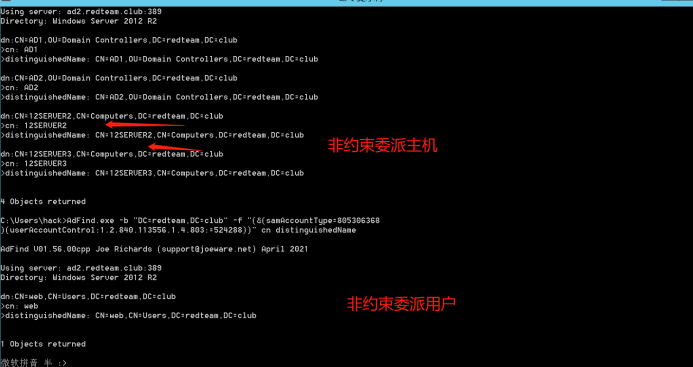 Using server: ad2.redteam.club:389
Directory: Windows Server 2012 R2
dn:CN=AD1,OU=Domain Controllers,DC=redteam,DC=club
>cn: AD1
>distinguishedName: CN=AD1,OU=Domain Controllers,DC=redteam,DC=club
dn:CN=AD2,OU=Domain Controllers,DC=redteam,DC=club
>cn: AD2
>distinguishedName: CN=AD2,OU=Domain Controllers,DC=redteam,DC=club
dn:CN=12SERVER2,CN=Computers,DC=redteam,DC=club
>cn: 12SERVER2
>distinguishedName: CN=12SERVER2,CN=Computers,DC=redteam,DC=club
非约束委派主机
dn:CN=12SERVER3,CN=Computers,DC=redteam,DC=club
>cn: 12SERVER3
>distinguishedName: CN=12SERVER3,CN=Computers,DC=redteam,DC=club
4 Objects returned
C:\Users\hack>AdFind.exe -b "DC=redteam,DC=club" -f "(&(samAccountType=805306368
)(userAccountControl:1.2.840.113556.1.4.803:=524288))" cn distinguishedName
AdFind V01.56.00cpp Joe Richards (support@joeware.net) April 2021
Using server: ad2.redteam.club:389
Directory: Windows Server 2012 R2
dn:CN=web,CN=Users,DC=redteam,DC=club
>cn: web
非约束委派用户
>distinguishedName: CN=web,CN=Users,DC=redteam,DC=club
1 Objects returned
微软拼音 半 :>